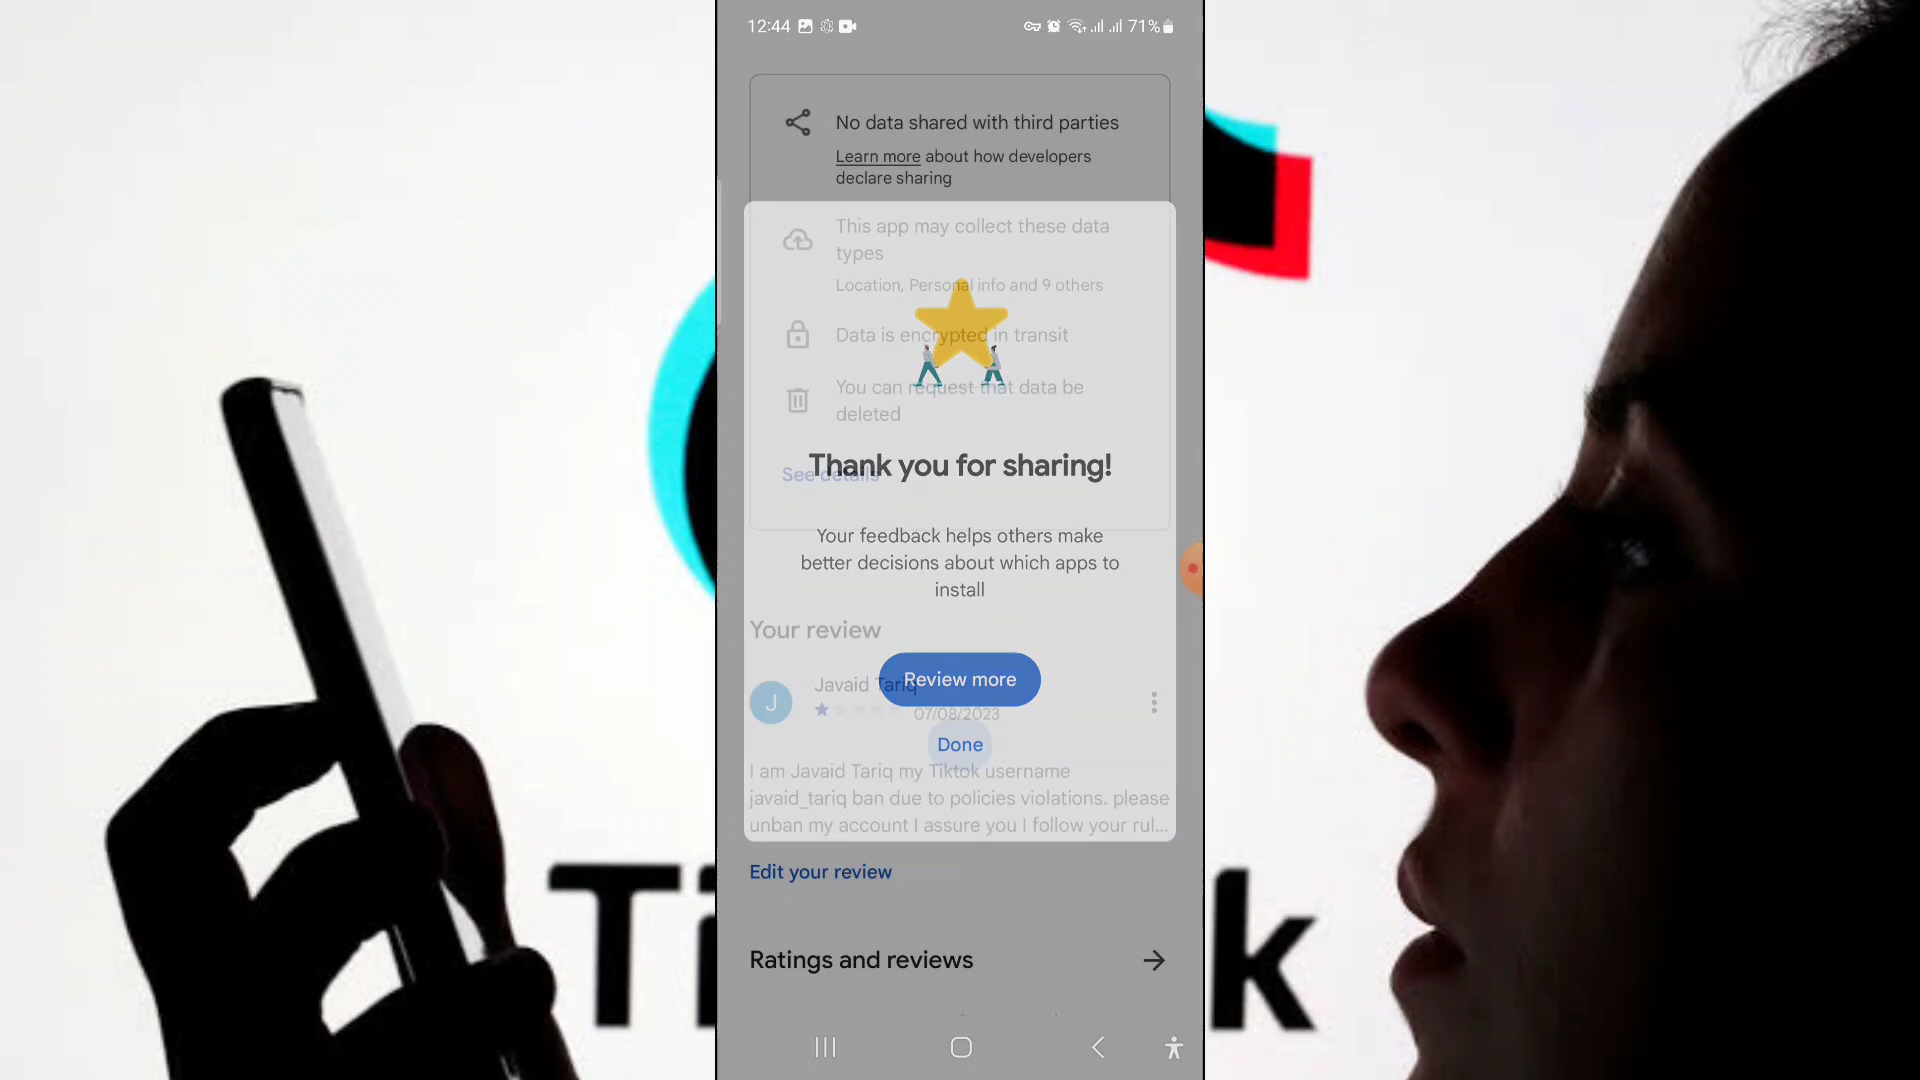 12:44
71%
No data shared with third parties
Learn more about how developers
declare sharing
This app may collect these data
types
Location, Personal info and 9 others
Data is encrypted in transit
You can request that data be
deleted
See details
Thank you for sharing!
Your feedback helps others make
better decisions about which apps to
install
Your review
J
Javaid Tariq
Review more
07/08/2023
Done
I am Javaid Tariq my Tiktok username
javaid_tariq ban due to policies violations. please
unban my account I assure you I follow your rul...
Edit your review
Ratings and reviews
Ti
k